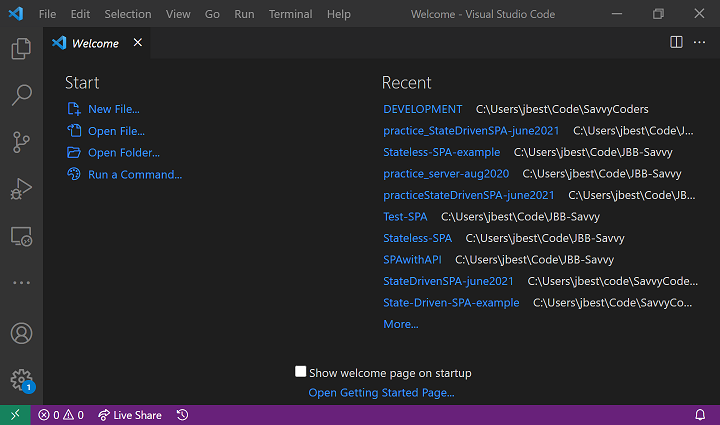 File Edit Selection View Go Run Terminal Help Welcome - Visual Studio Code
Welcome
Start
New File...
Open File...
Open Folder...
Run a Command...
Recent
DEVELOPMENT C:\Users\jbest\Code\SavvyCoders
practice_StateDrivenSPA-june2021 C:\Users\jbest\Code\J...
Stateless-SPA-example C:\Users\jbest\Code\JBB-Savvy
practice_server-aug2020 C:\Users\jbest\Code\JBB-Savvy
practiceStateDrivenSPA-june2021 C:\Users\jbest\Code\JB...
Test-SPA C:\Users\jbest\Code\JBB-Savvy
Stateless-SPA C:\Users\jbest\Code\JBB-Savvy
SPAwithAPI C:\Users\jbest\Code\JBB-Savvy
StateDrivenSPA-june2021 C:\Users\jbest\code\SavvyCode...
State-Driven-SPA-example C:\Users\jbest\Code\SavvyCo...
More...
Show welcome page on startup
Open Getting Started Page...
1
0 0 Live Share